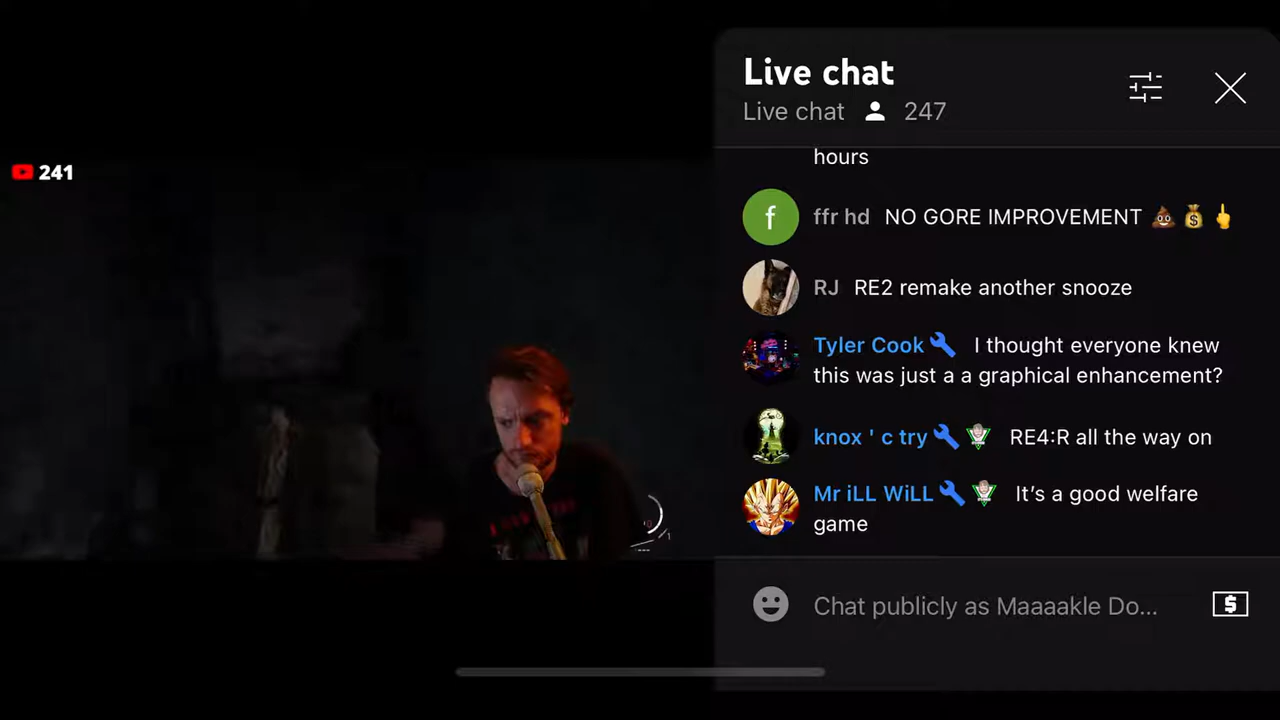 Live chat
Live chat 247
241
hours
f ffr hd NO GORE IMPROVEMENT 💩 💰 🖕
RJ RE2 remake another snooze
Tyler Cook I thought everyone knew
this was just a a graphical enhancement?
knox ' c try RE4:R all the way on
Mr iLL WiLL It's a good welfare
game
Chat publicly as Maaaakle Do...
$